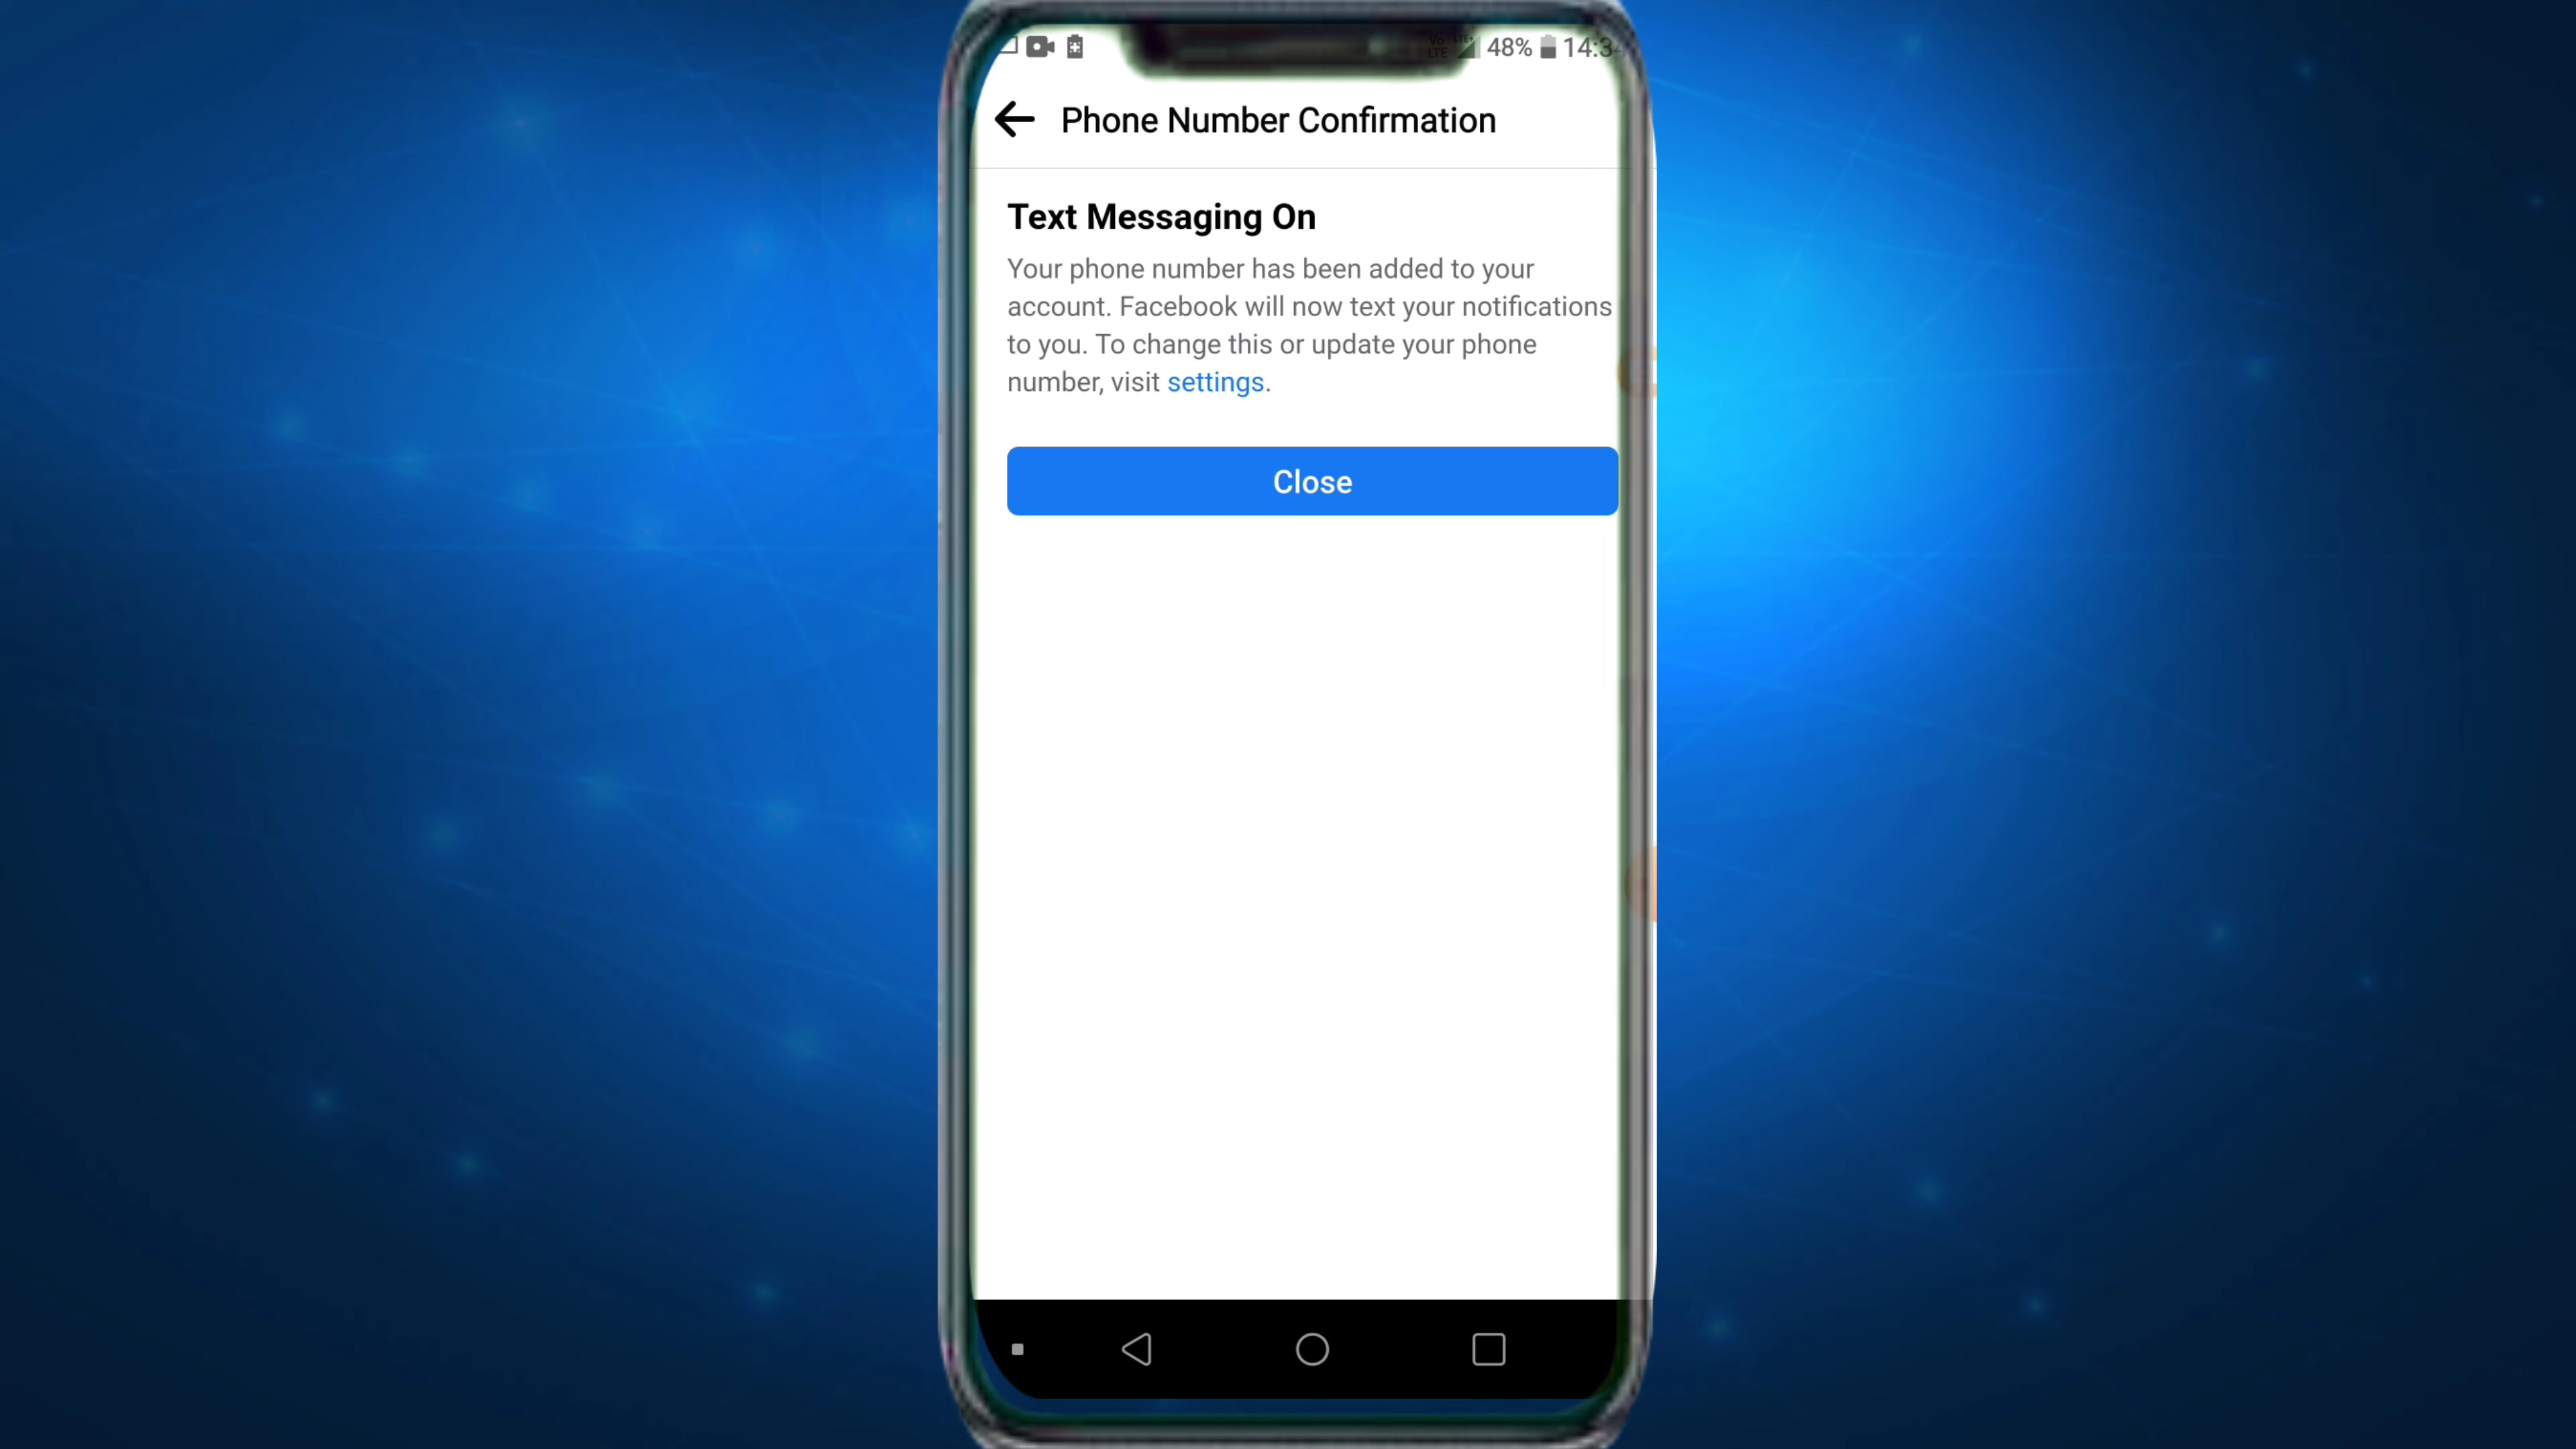 48%
Phone Number Confirmation
Text Messaging On
Your phone number has been added to your
account. Facebook will now text your notifications
to you. To change this or update your phone
number, visit settings.
Close